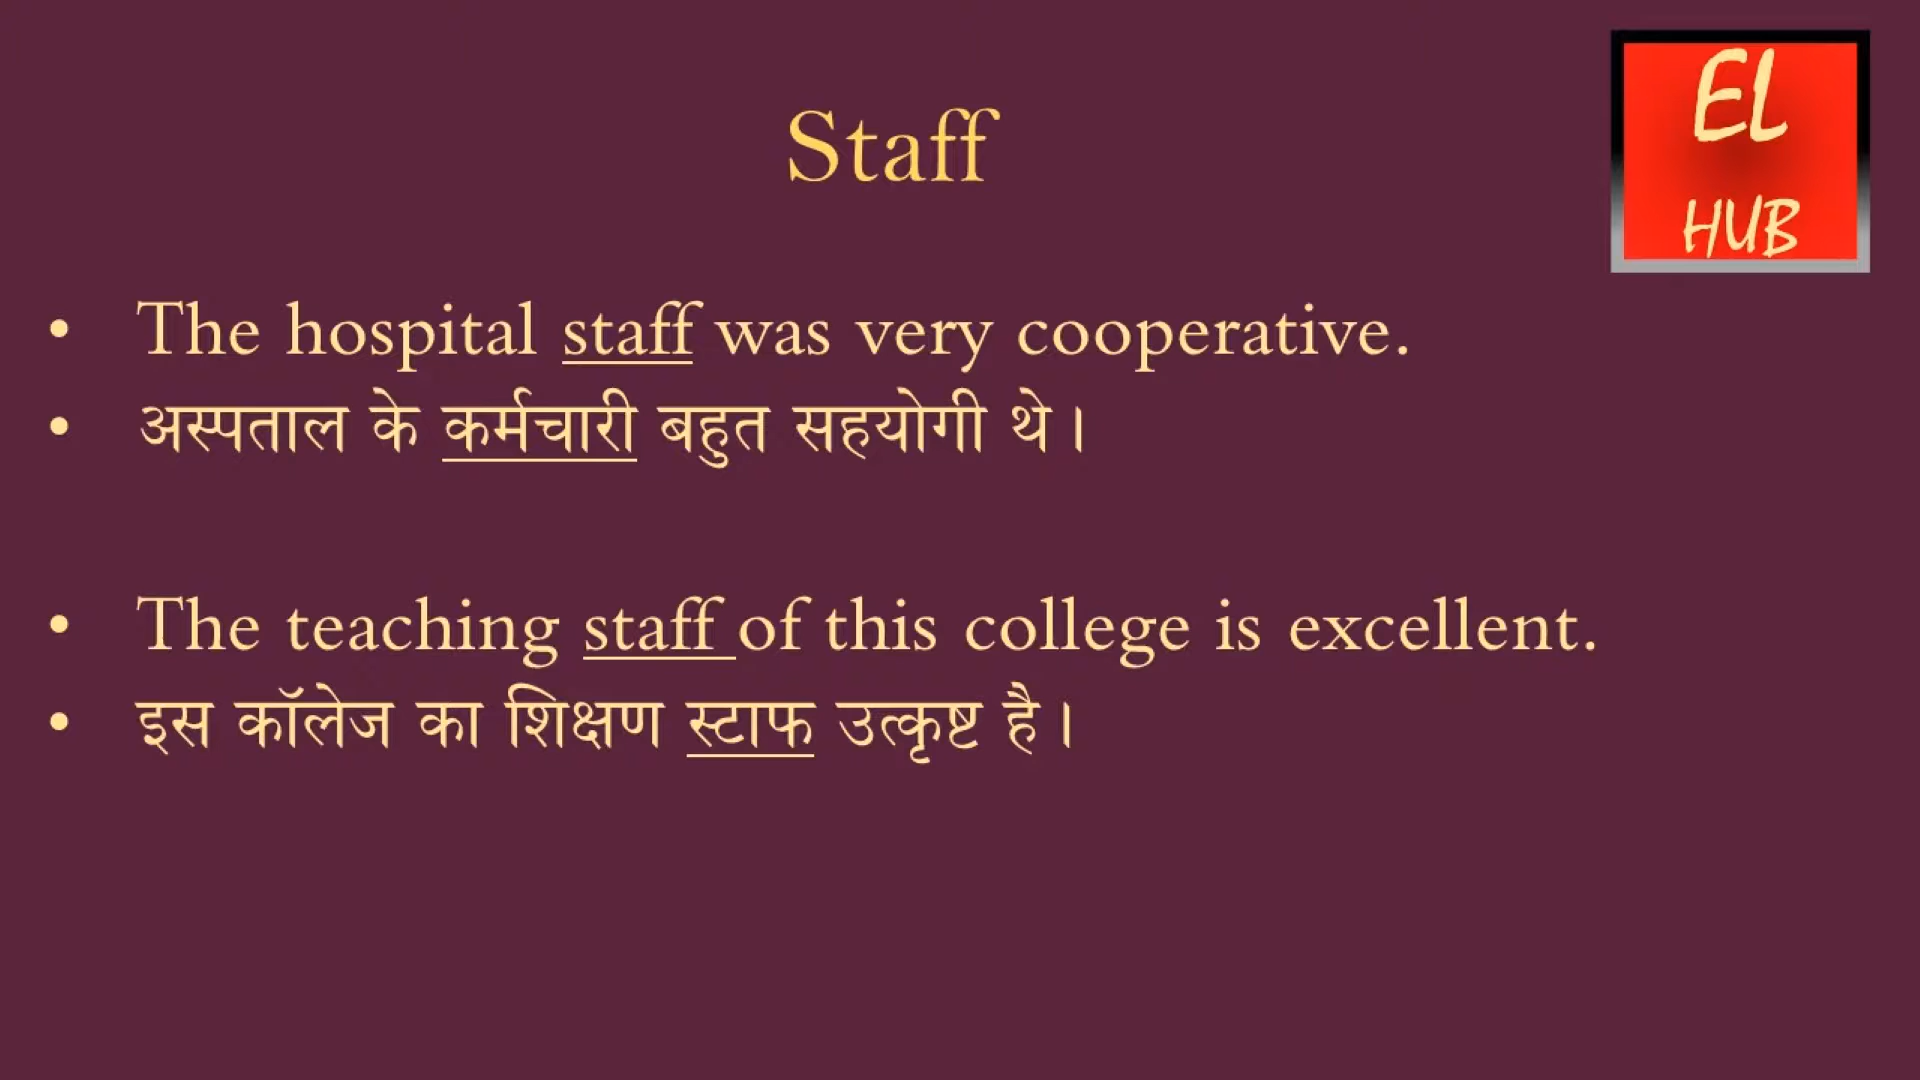 Staff
EL
HUB
• The hospital staff was very cooperative.
• अस्पताल के कर्मचारी बहुत सहयोगी थे।
• The teaching staff of this college is excellent.
• इस कॉलेज का शिक्षण स्टाफ उत्कृष्ट है।